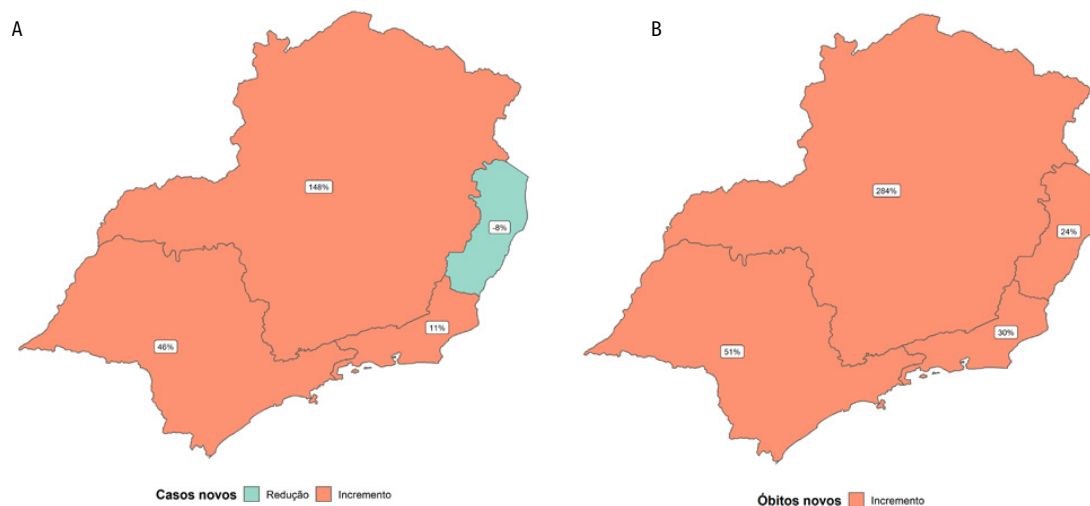 A
148%
-8%
11%
46%
Casos novos Redução Incremento
B
284%
24%
30%
51%
Óbitos novos Incremento